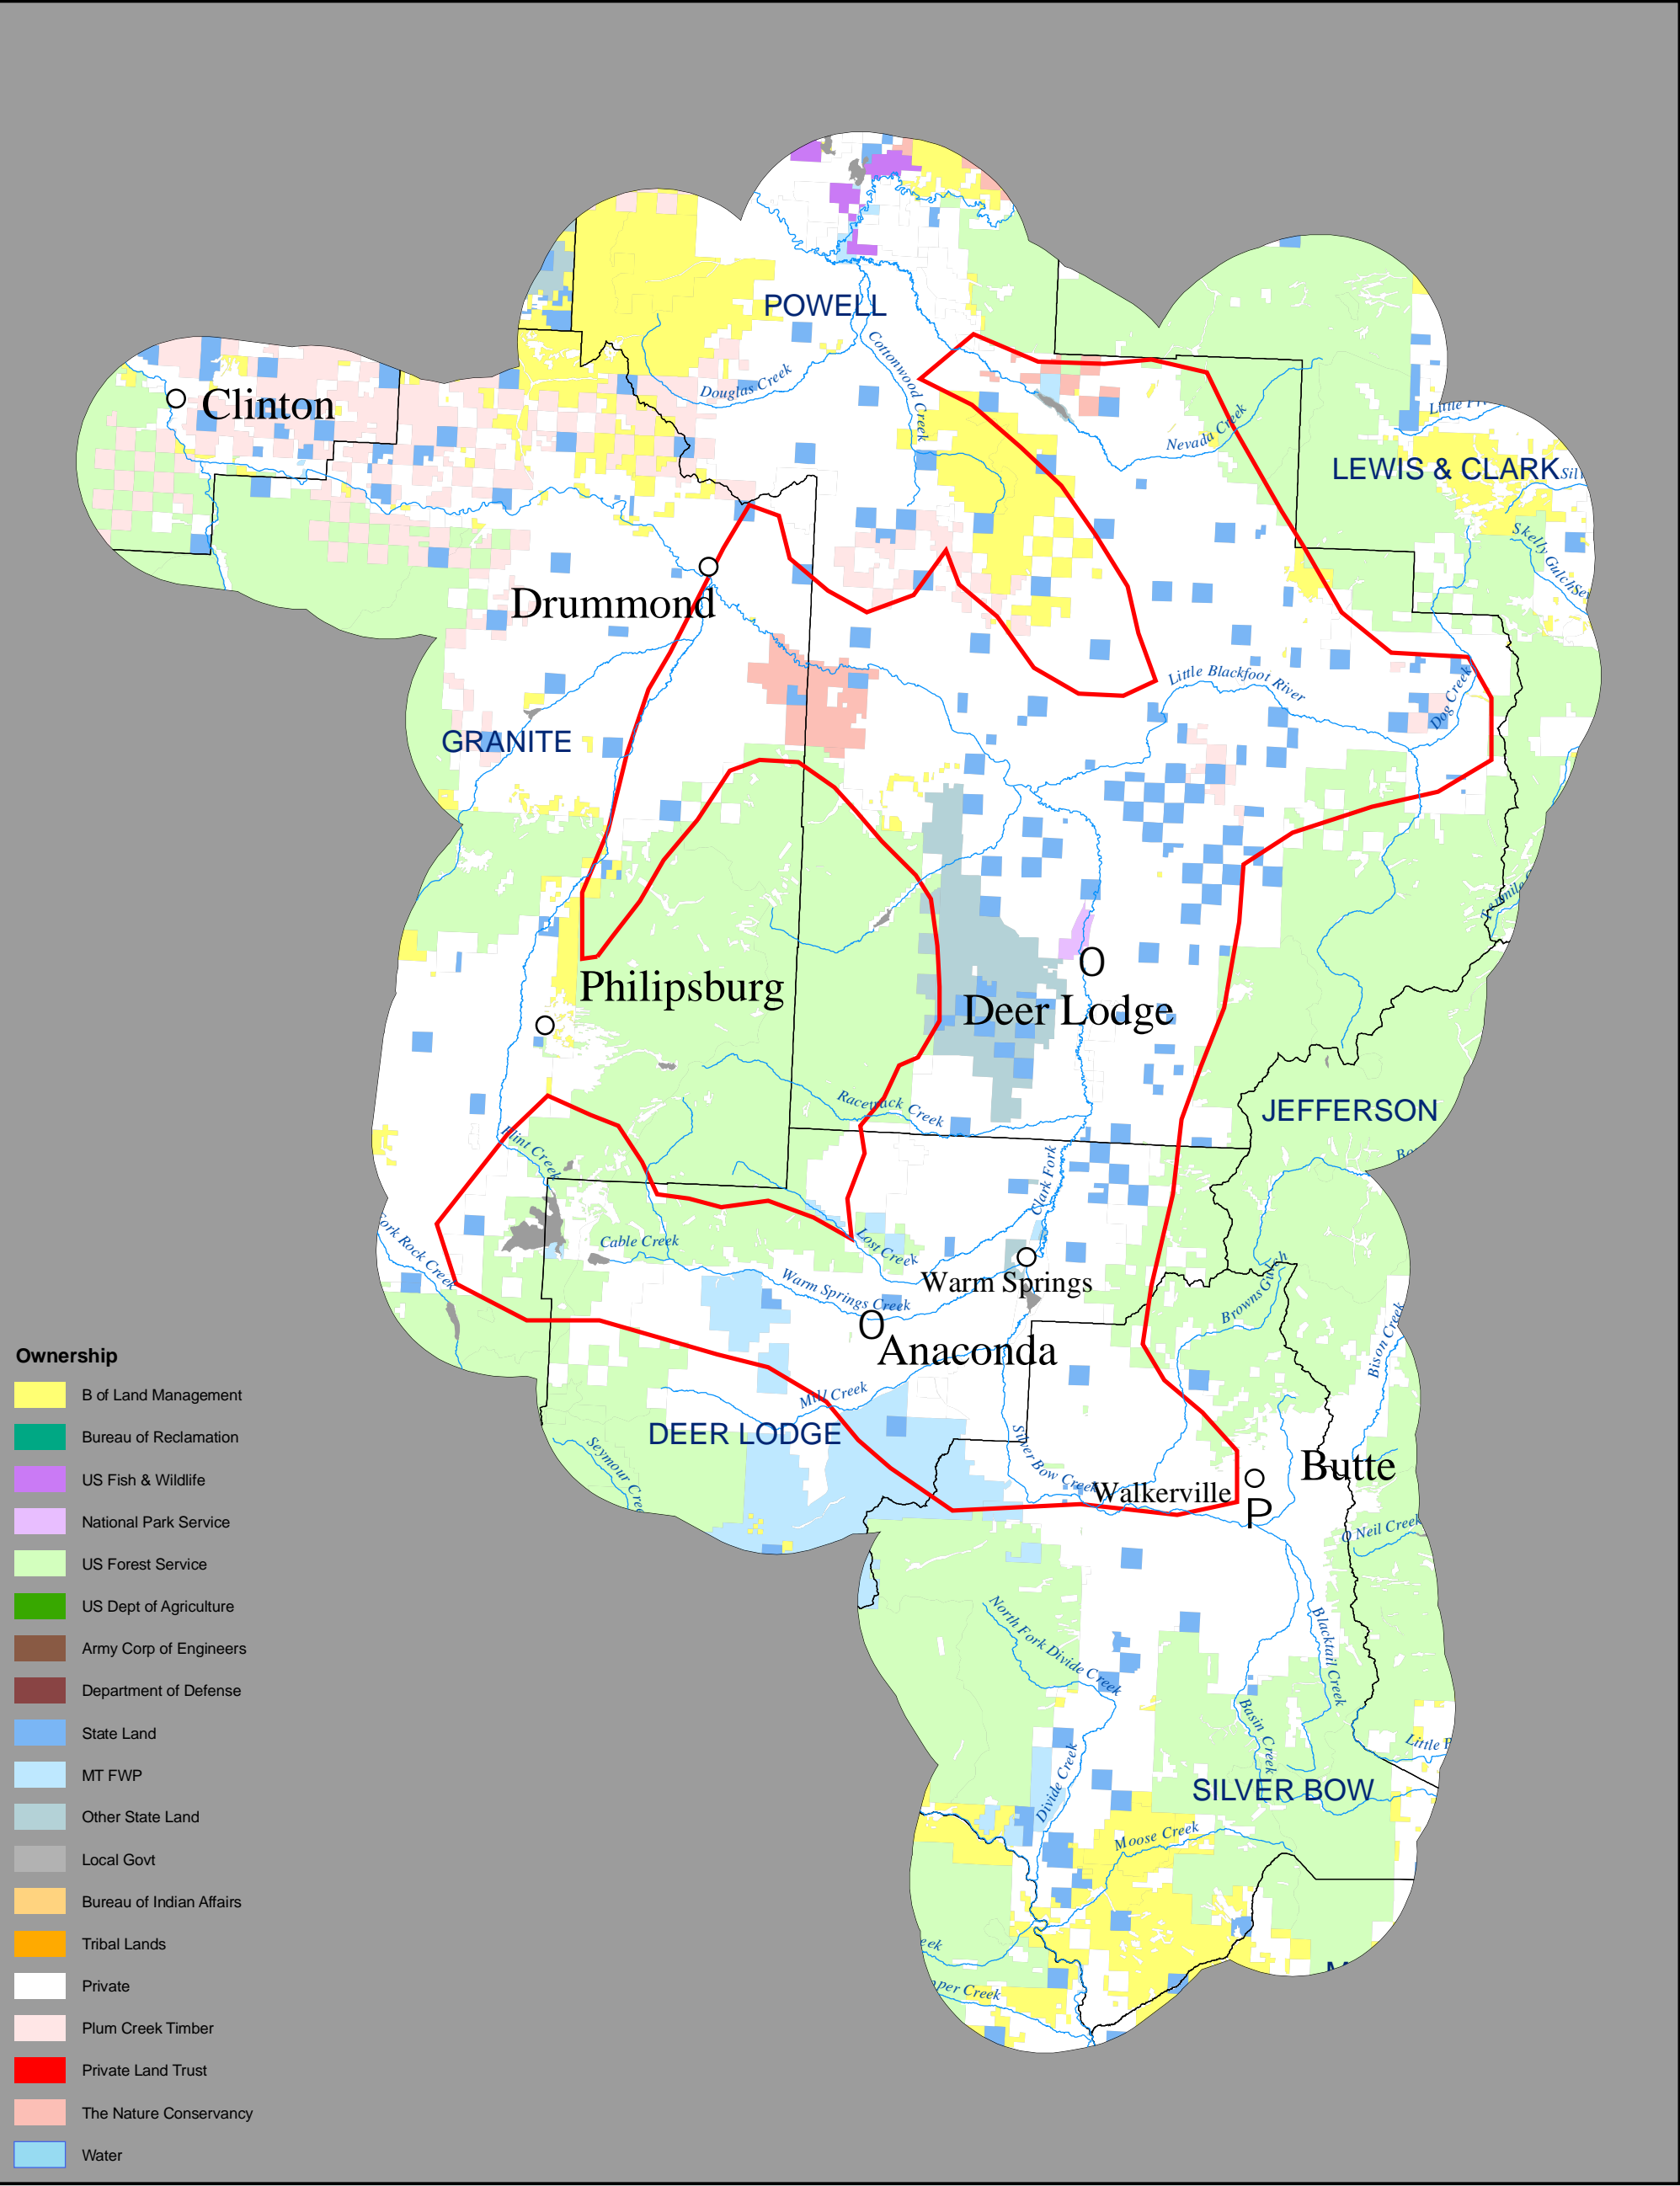 POWELL
Cottonwood Creek
Douglas Creek
Clinton
Nevada Creek
LEWIS & CLARK
Skelly Gulch
Drummond
Little Blackfoot River
Dog Creek
GRANITE
Philipsburg
Deer Lodge
Racetrack Creek
JEFFERSON
Flint Creek
Clark Fork
Cable Creek
Lost Creek
Fork Rock Creek
Warm Springs Creek
Warm Springs
Browns Gulch
Bison Creek
Anaconda
Mill Creek
DEER LODGE
Seymour Cree
Silver Bow Creek
Walkerville
Butte
P
O Neil Creek
North Fork Divide Creek
Blacktail Creek
Basin Creek
Little B
Divide Creek
SILVER BOW
Moose Creek
eek
per Creek
Ownership
B of Land Management
Bureau of Reclamation
US Fish & Wildlife
National Park Service
US Forest Service
US Dept of Agriculture
Army Corp of Engineers
Department of Defense
State Land
MT FWP
Other State Land
Local Govt
Bureau of Indian Affairs
Tribal Lands
Private
Plum Creek Timber
Private Land Trust
The Nature Conservancy
Water